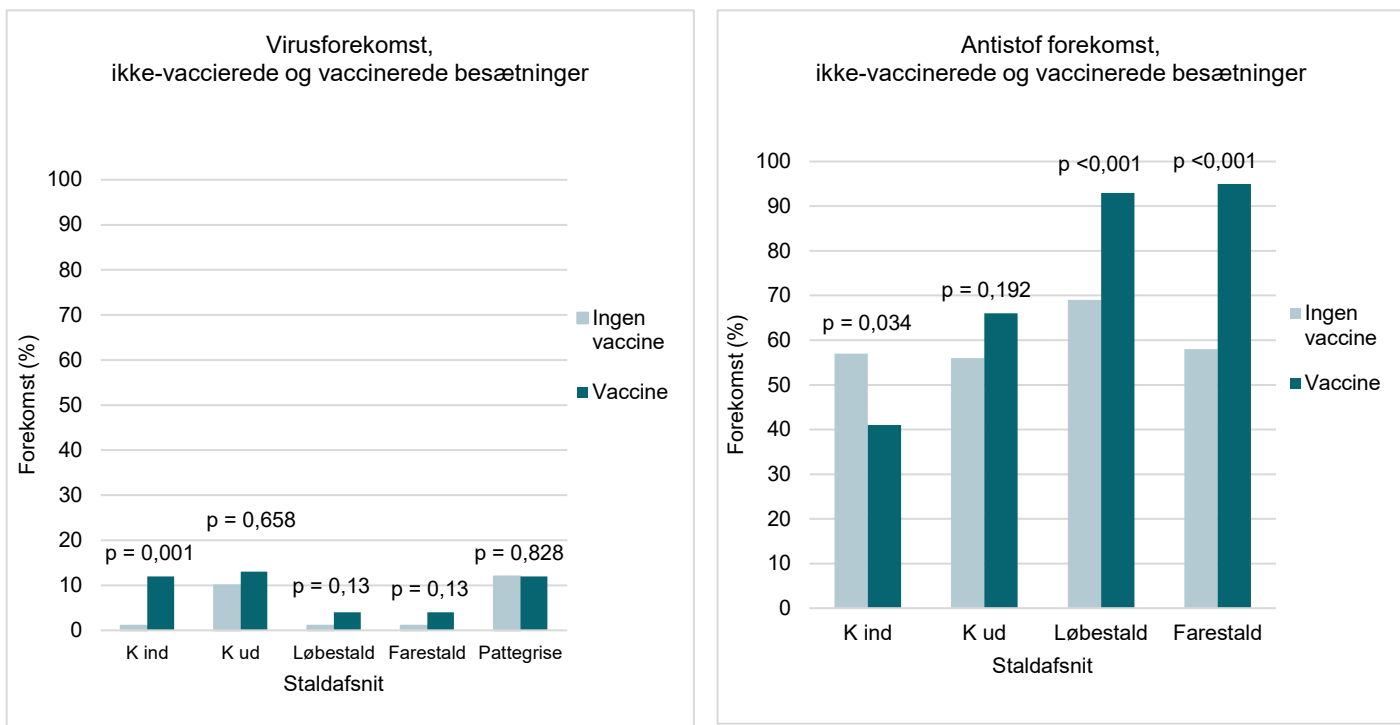 Virusforekomst,
ikke-vaccierede og vaccinerede besætninger
100
90
80
70
60
50
40
30
20
10
0
Forekomst (%)
p = 0,001
p = 0,658
p = 0,13
p = 0,13
p = 0,828
K ind
K ud
Løbestald
Farestald
Pattegrise
Staldafsnit
Ingen
vaccine
Vaccine
Antistof forekomst,
ikke-vaccinerede og vaccinerede besætninger
100
90
80
70
60
50
40
30
20
10
0
Forekomst (%)
p = 0,034
p = 0,192
p <0,001
p <0,001
K ind
K ud
Løbestald
Farestald
Staldafsnit
Ingen
vaccine
Vaccine